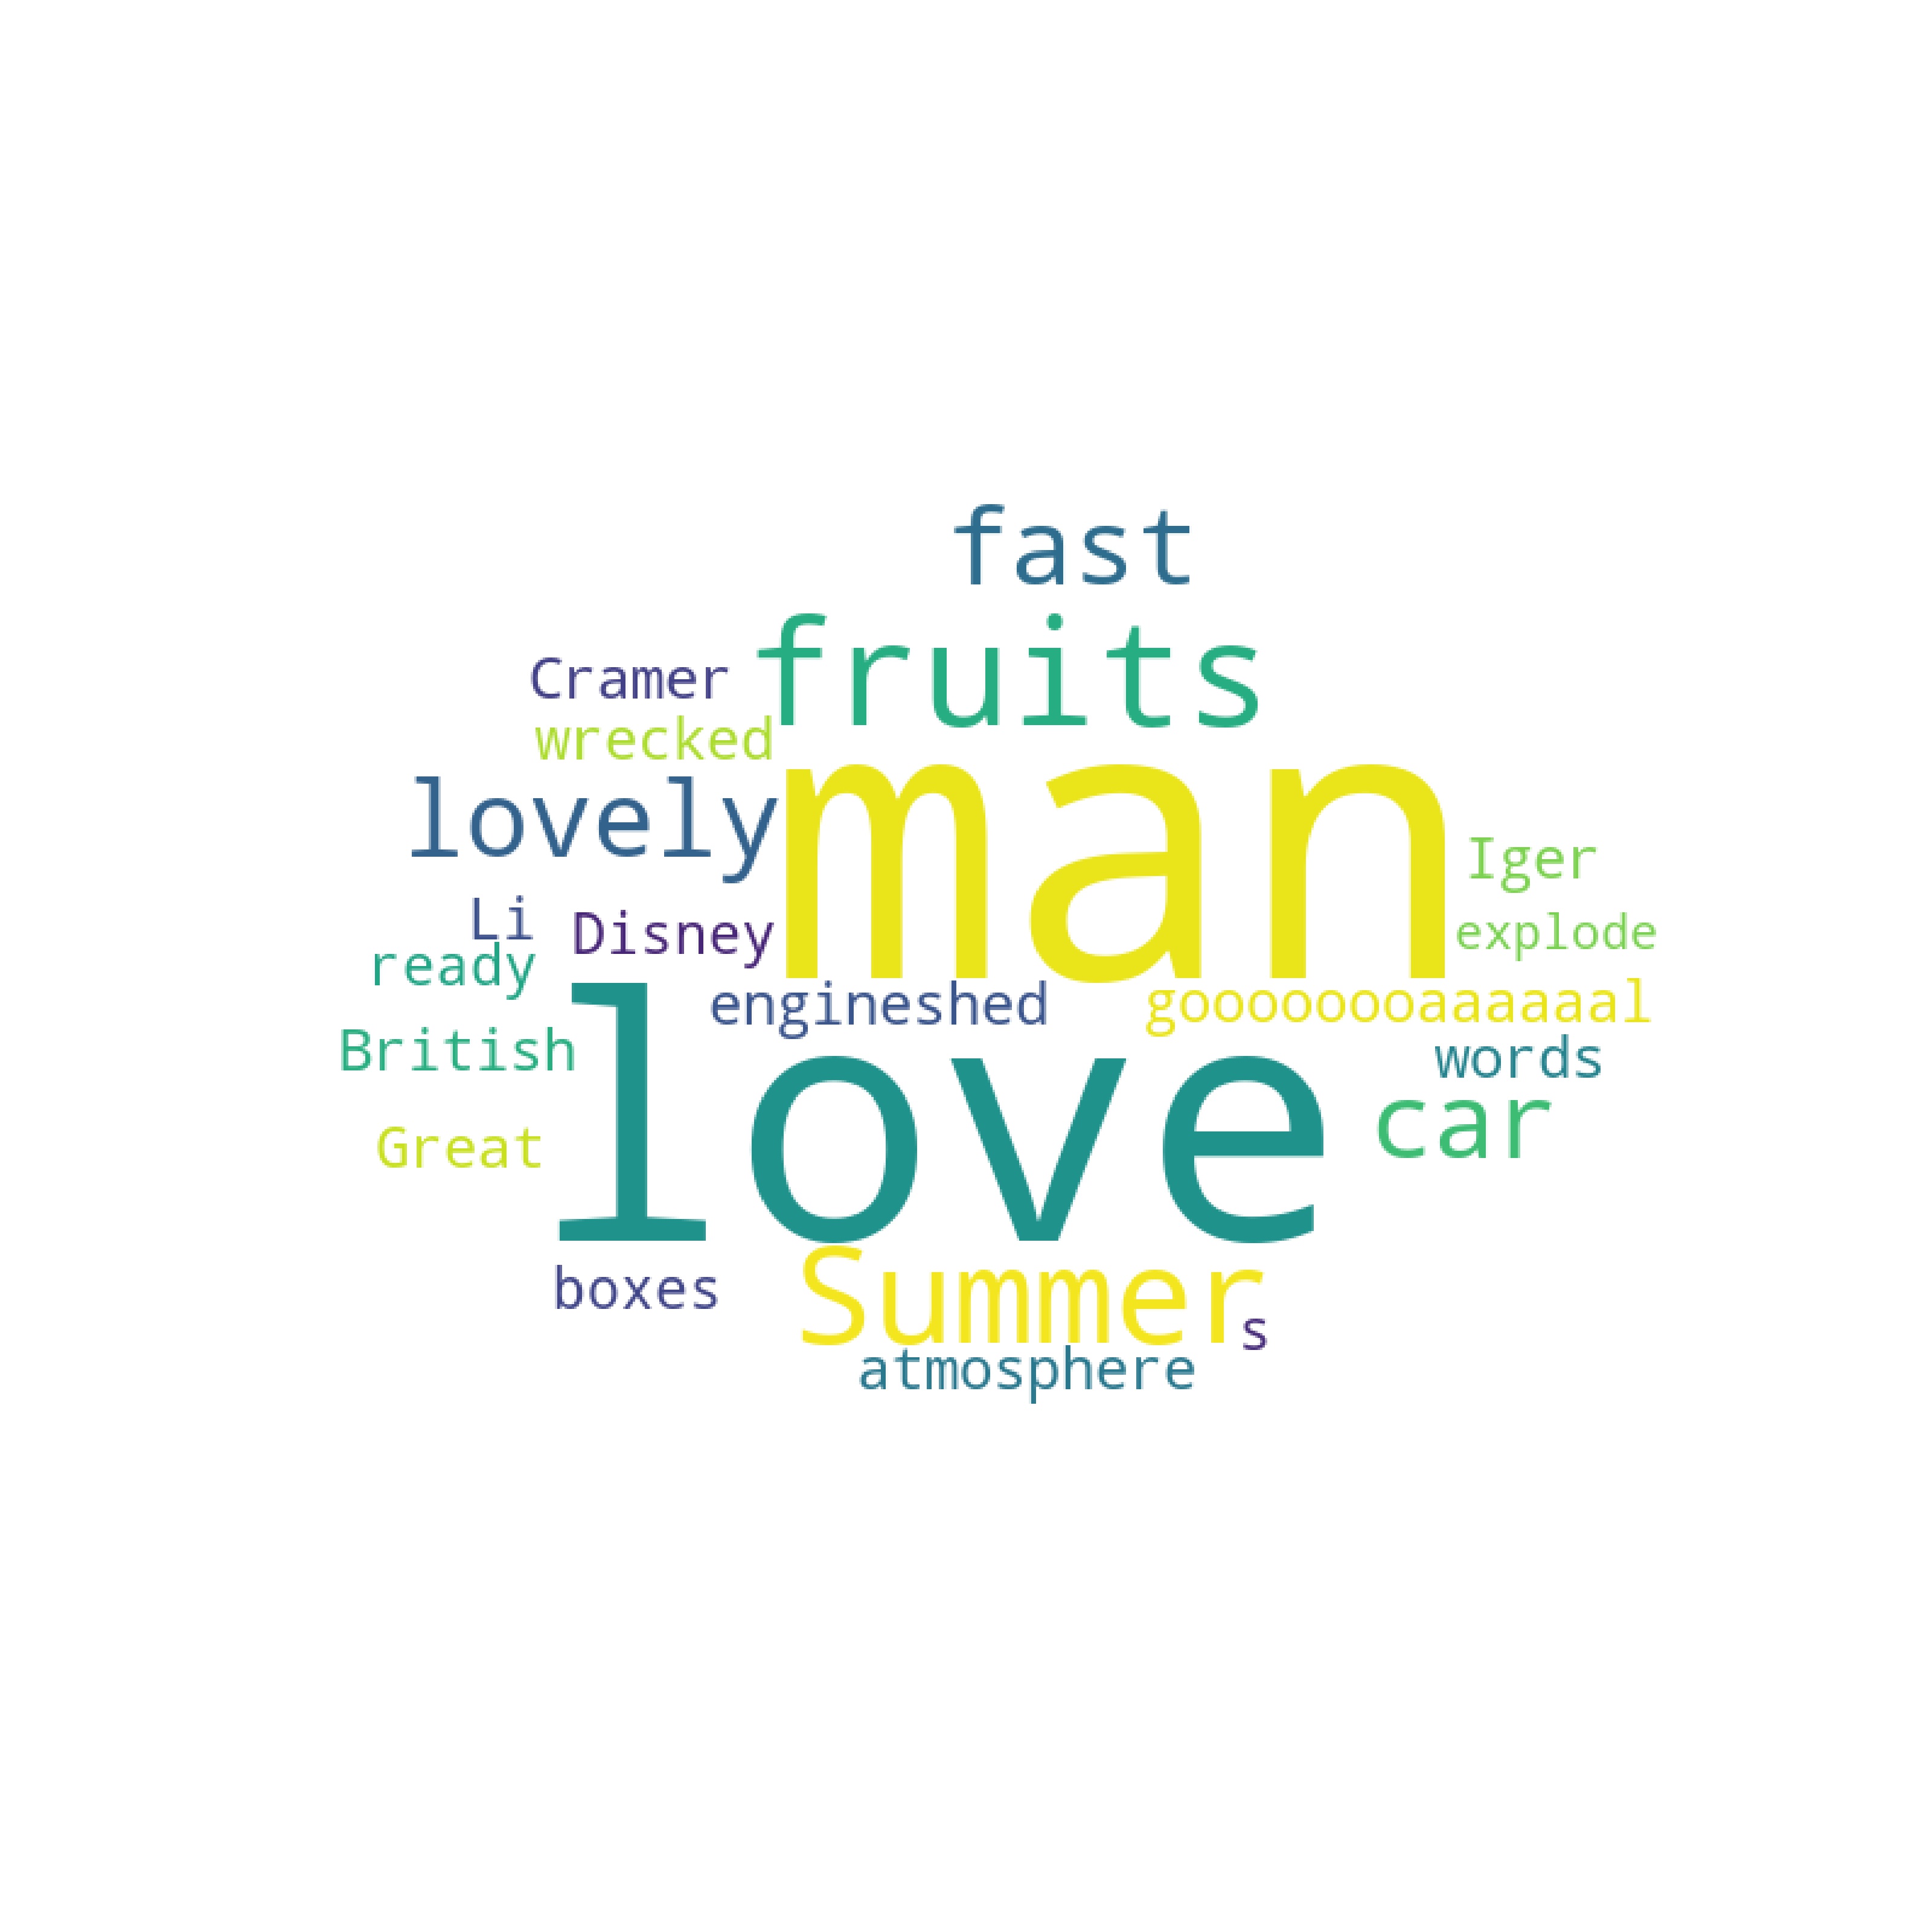 fast
fruits
Cramer
wrecked
man
lovely
Iger
Li
Disney
explode
ready
engineshed
goooooooaaaaaal
British
words
love
car
Great
Summer
boxes
s
atmosphere